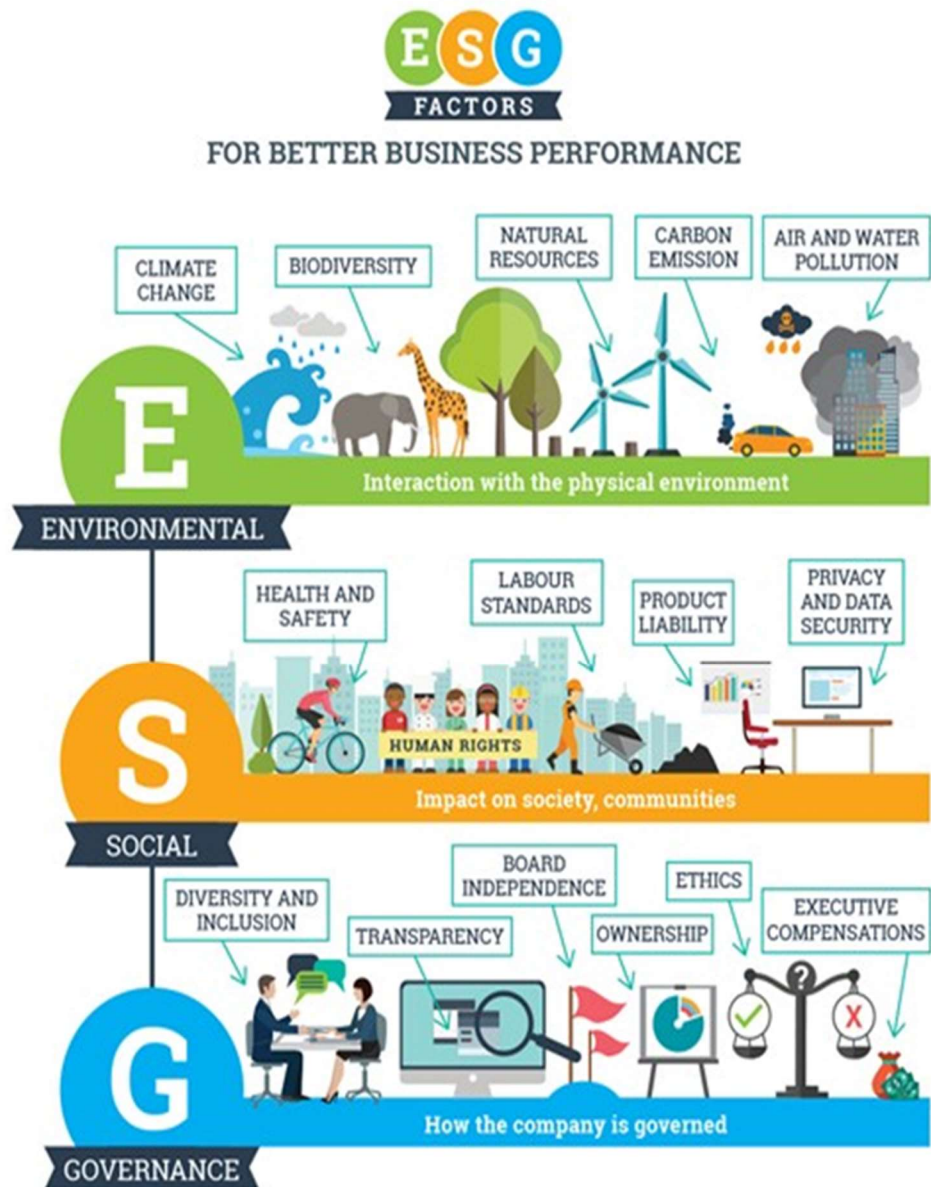 E S G
FACTORS
FOR BETTER BUSINESS PERFORMANCE
CLIMATE
CHANGE
BIODIVERSITY
NATURAL
RESOURCES
CARBON
EMISSION
AIR AND WATER
POLLUTION
E
Interaction with the physical environment
ENVIRONMENTAL
HEALTH AND
SAFETY
LABOUR
STANDARDS
PRODUCT
LIABILITY
PRIVACY
AND DATA
SECURITY
HUMAN RIGHTS
S
Impact on society, communities
SOCIAL
DIVERSITY AND
INCLUSION
TRANSPARENCY
BOARD
INDEPENDENCE
OWNERSHIP
ETHICS
EXECUTIVE
COMPENSATIONS
?
X
G
How the company is governed
GOVERNANCE